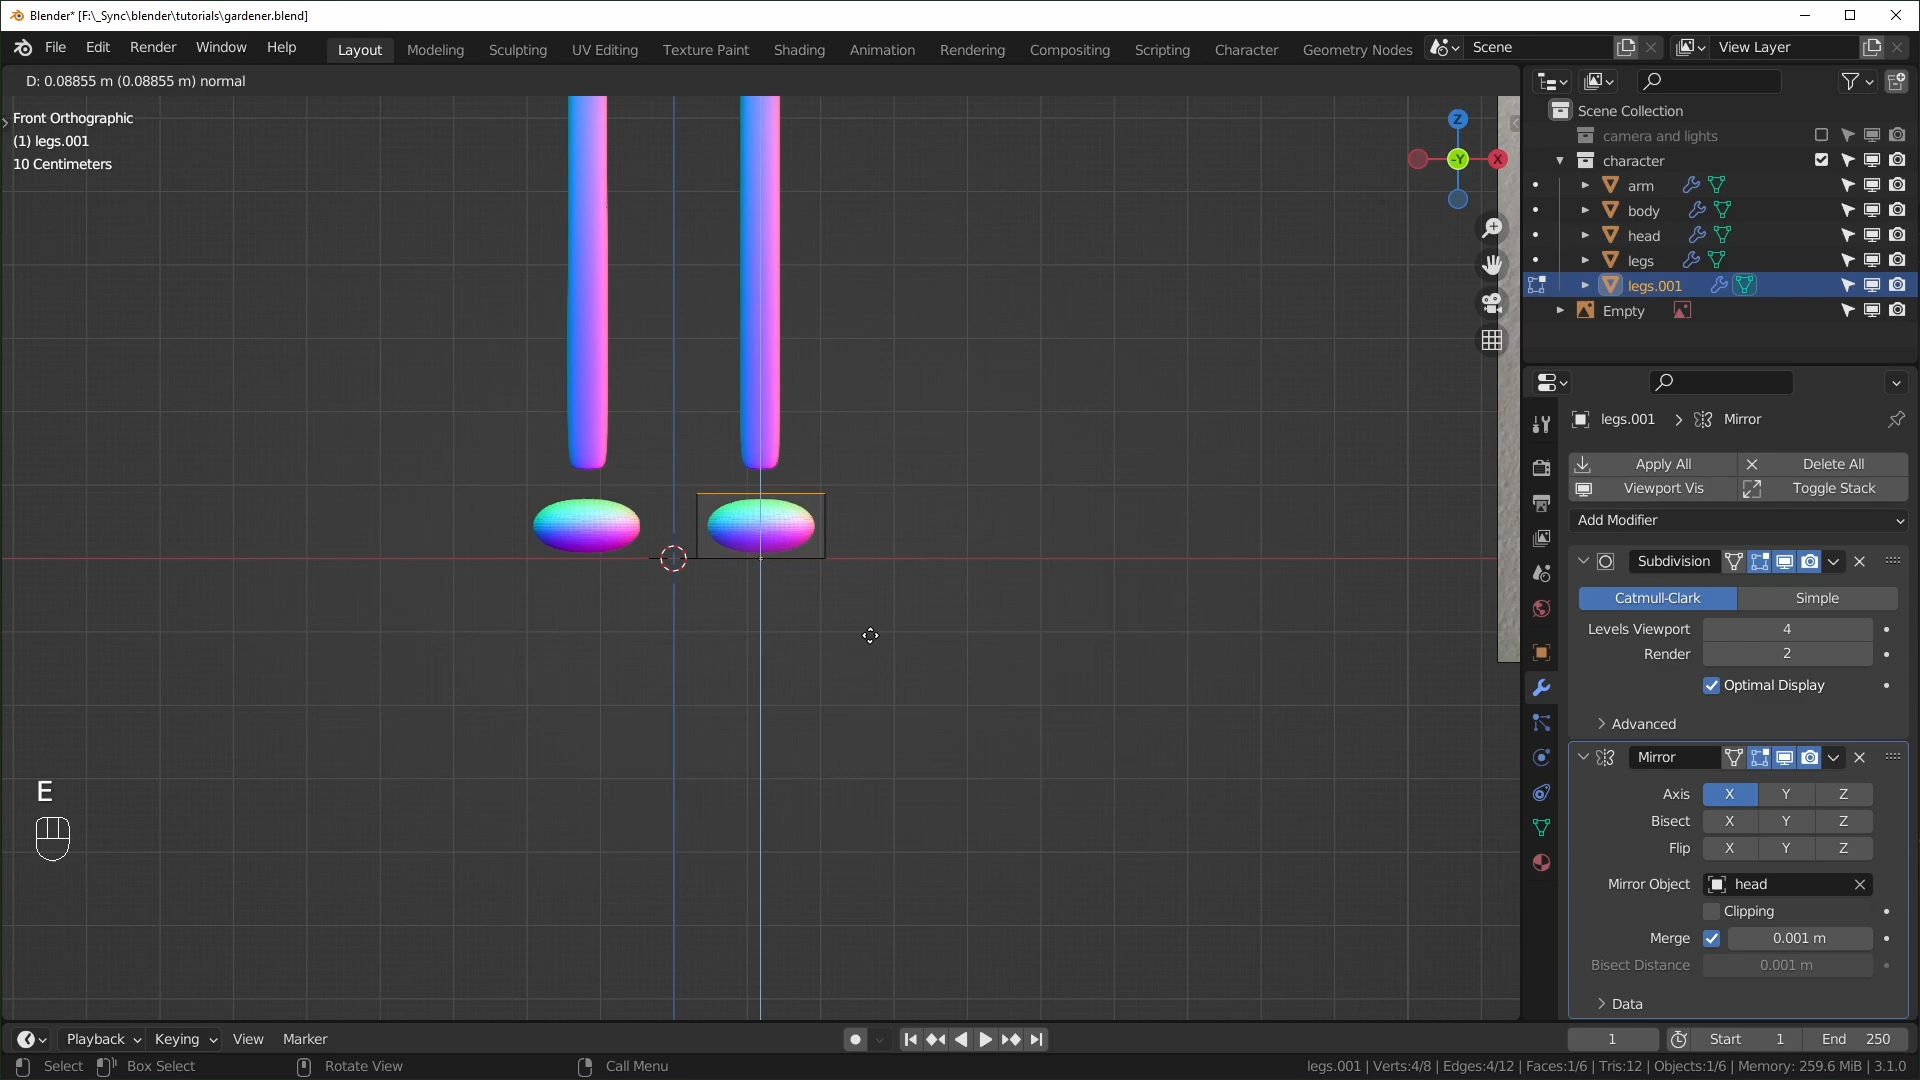 Blender* [F:\_Sync\blender\tutorials\gardener.blend]
File Edit Render Window Help Layout Modeling Sculpting UV Editing Texture Paint Shading Animation Rendering Compositing Scripting Character Geometry Nodes Scene View Layer
D: 0.08855 m (0.08855 m) normal
Front Orthographic
(1) legs.001
10 Centimeters
Z
-Y
X
Scene Collection
camera and lights
character
arm
body
head
legs
legs.001
Empty
legs.001 > Mirror
Apply All Delete All
Viewport Vis Toggle Stack
Add Modifier
Subdivision
Catmull-Clark Simple
Levels Viewport 4
Render 2
Optimal Display
Advanced
Mirror
Axis X Y Z
Bisect X Y Z
Flip X Y Z
Mirror Object head
Clipping
Merge 0.001 m
Bisect Distance 0.001 m
Data
E
Playback Keying View Marker 1 Start 1 End 250
Select Box Select Rotate View Call Menu legs.001 | Verts:4/8 | Edges:4/12 | Faces:1/6 | Tris:12 | Objects:1/6 | Memory: 259.6 MiB | 3.1.0